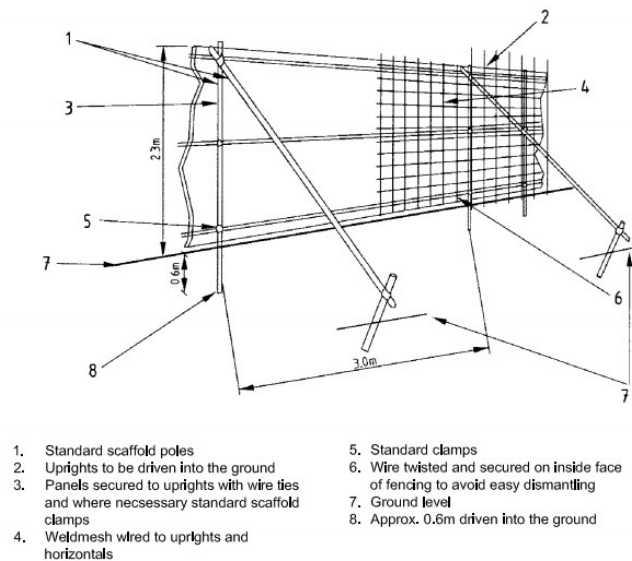 2
1
3
4
2.3m
5
7
0.6m
6
8
3.0m
7
1. Standard scaffold poles
2. Uprights to be driven into the ground
3. Panels secured to uprights with wire ties
and where necsessary standard scaffold
clamps
4. Weldmesh wired to uprights and
horizontals
5. Standard clamps
6. Wire twisted and secured on inside face
of fencing to avoid easy dismantling
7. Ground level
8. Approx. 0.6m driven into the ground